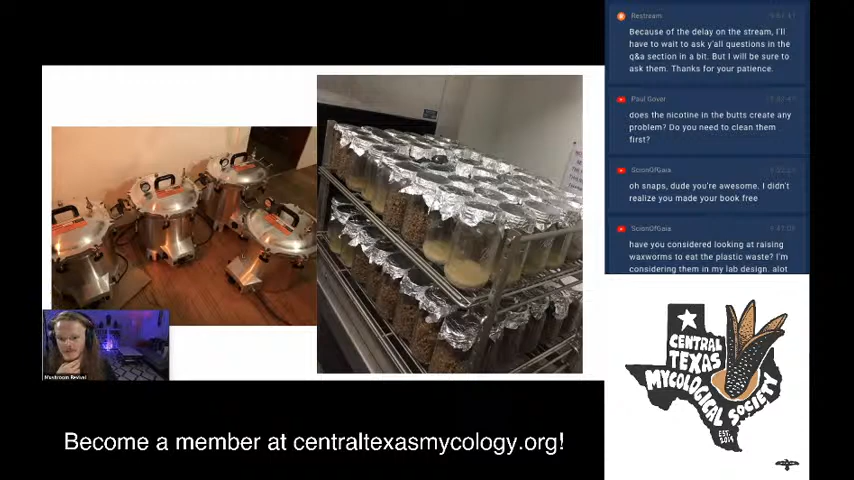 Restream
Because of the delay on the stream, I'll
have to wait to ask y'all questions in the
q&a section in a bit. But I will be sure to
ask them. Thanks for your patience.
Paul Gover
does the nicotine in the butts create any
problem? Do you need to clean them
first?
ScionOfGaia
oh snaps, dude you're awesome. I didn't
realize you made your book free
ScionOfGaia
have you considered looking at raising
waxworms to eat the plastic waste? I'm
considering them in my lab design. alot
Mushroom Revival
CENTRAL
TEXAS
MYCOLOGICAL
SOCIETY
EST.
2019
Become a member at centraltexasmycology.org!